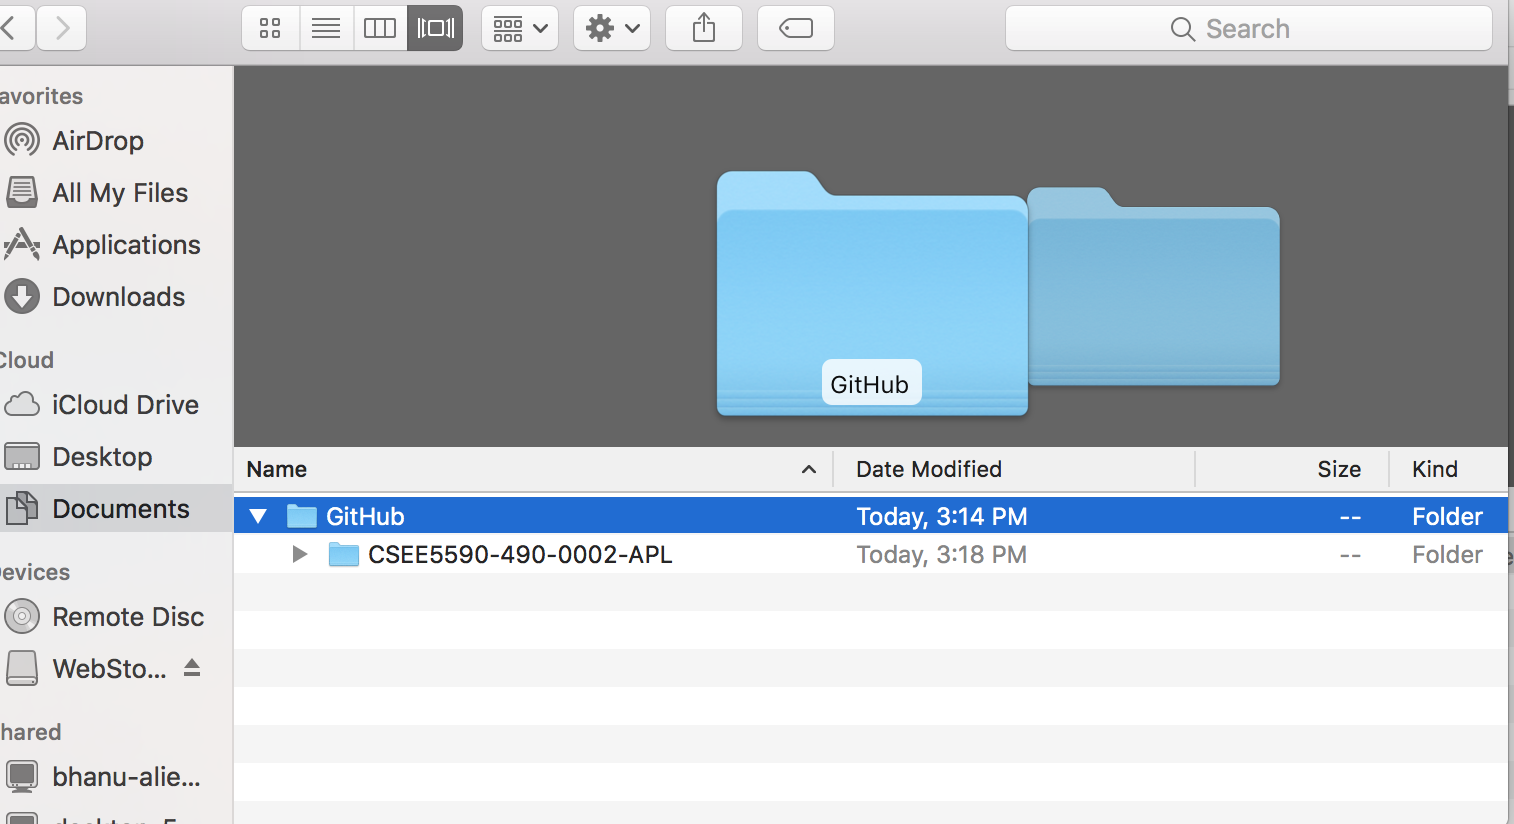 Search
avorites
AirDrop
All My Files
Applications
Downloads
Cloud
iCloud Drive
Desktop
Documents
evices
Remote Disc
WebSto...
hared
bhanu-alie...
GitHub
Name Date Modified Size Kind
GitHub Today, 3:14 PM -- Folder
CSEE5590-490-0002-APL Today, 3:18 PM -- Folder